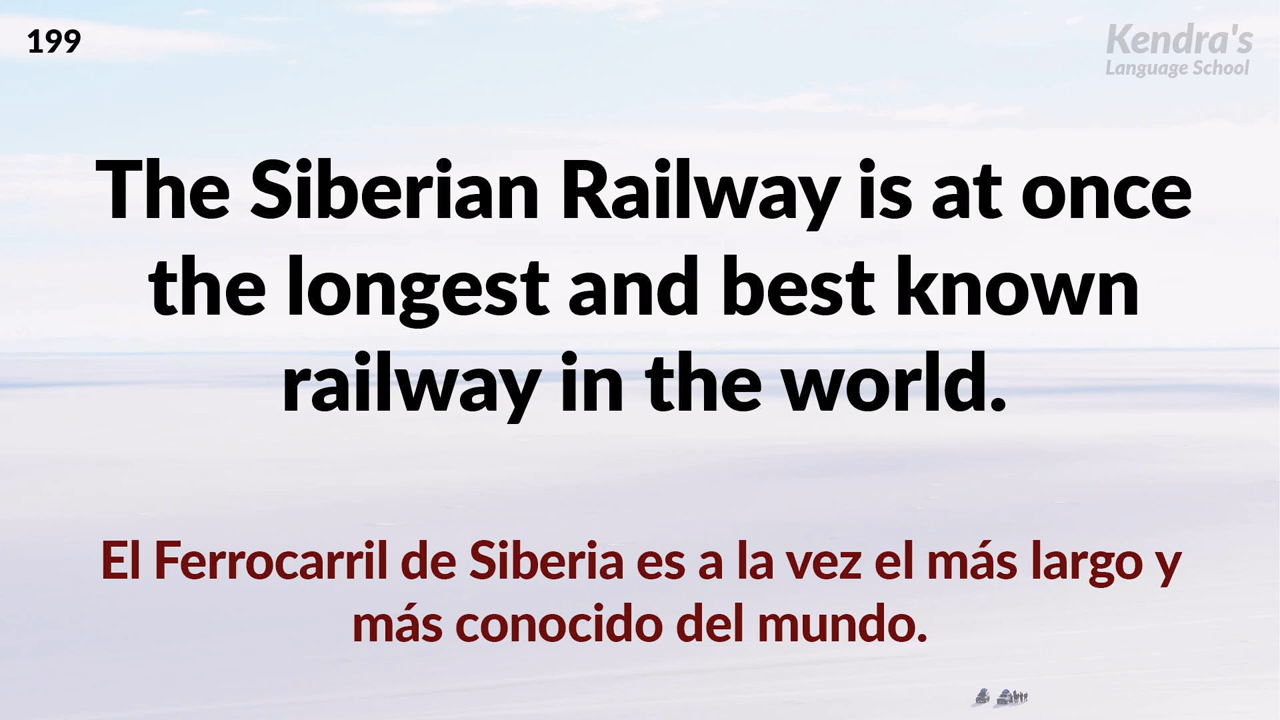 199
Kendra's
Language School
The Siberian Railway is at once
the longest and best known
railway in the world.
El Ferrocarril de Siberia es a la vez el más largo y
más conocido del mundo.